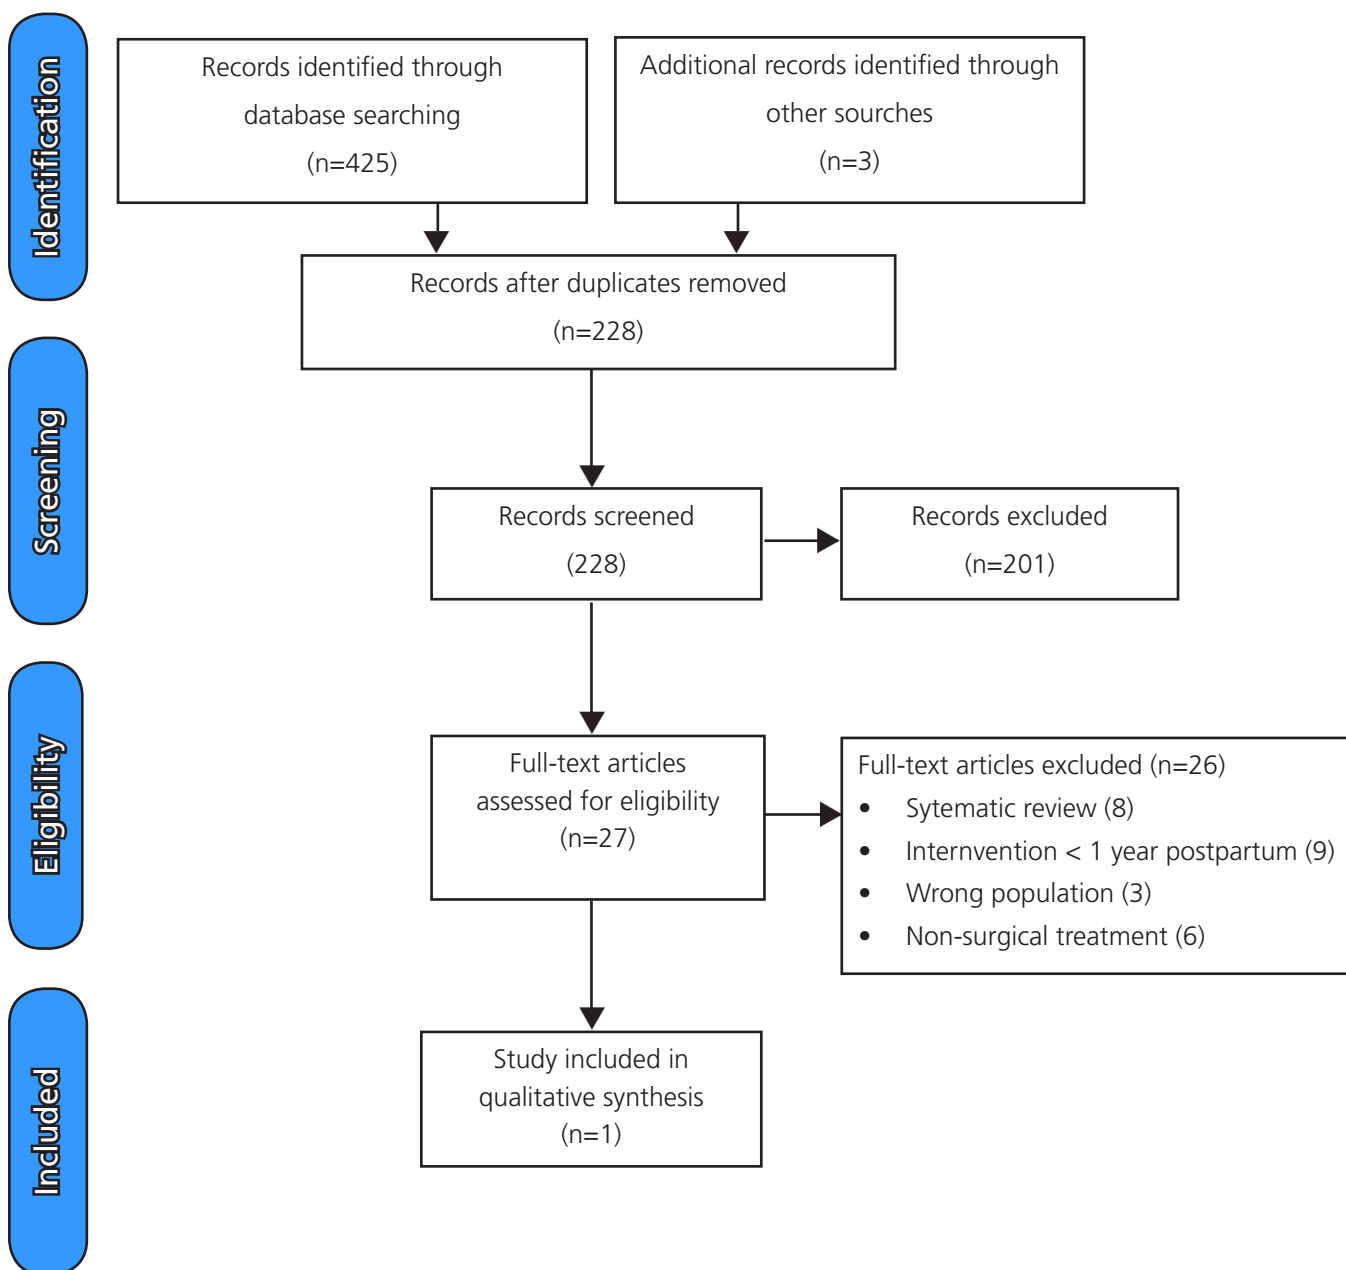 Identification
Records identified through
database searching
(n=425)
Additional records identified through
other sourches
(n=3)
Records after duplicates removed
(n=228)
Screening
Records screened
(228)
Records excluded
(n=201)
Eligibility
Full-text articles
assessed for eligibility
(n=27)
Full-text articles excluded (n=26)
• Sytematic review (8)
• Internvention < 1 year postpartum (9)
• Wrong population (3)
• Non-surgical treatment (6)
Included
Study included in
qualitative synthesis
(n=1)